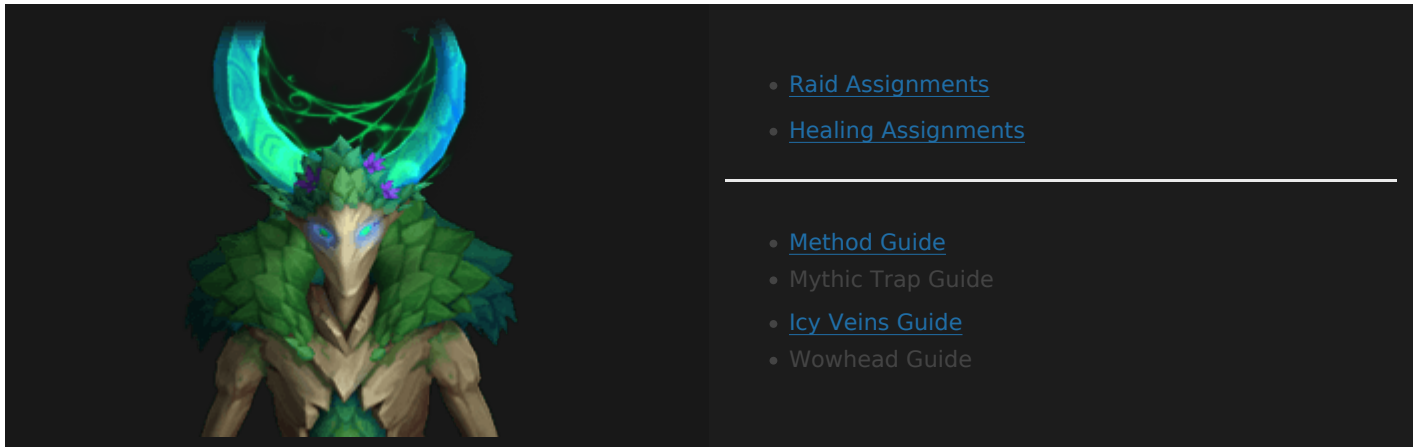 Raid Assignments
Healing Assignments
Method Guide
Mythic Trap Guide
Icy Veins Guide
Wowhead Guide